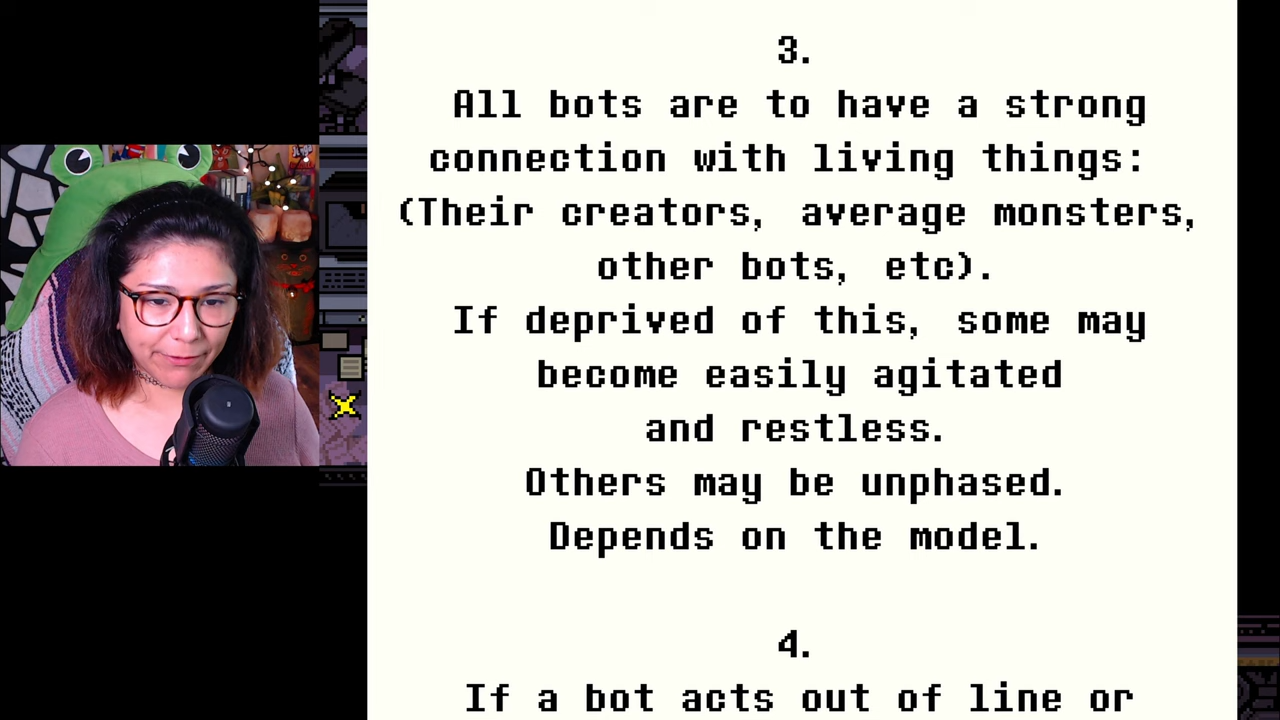 3.
All bots are to have a strong
connection with living things:
(Their creators, average monsters,
other bots, etc).
If deprived of this, some may
become easily agitated
and restless.
Others may be unphased.
Depends on the model.
4.
If a bot acts out of line or